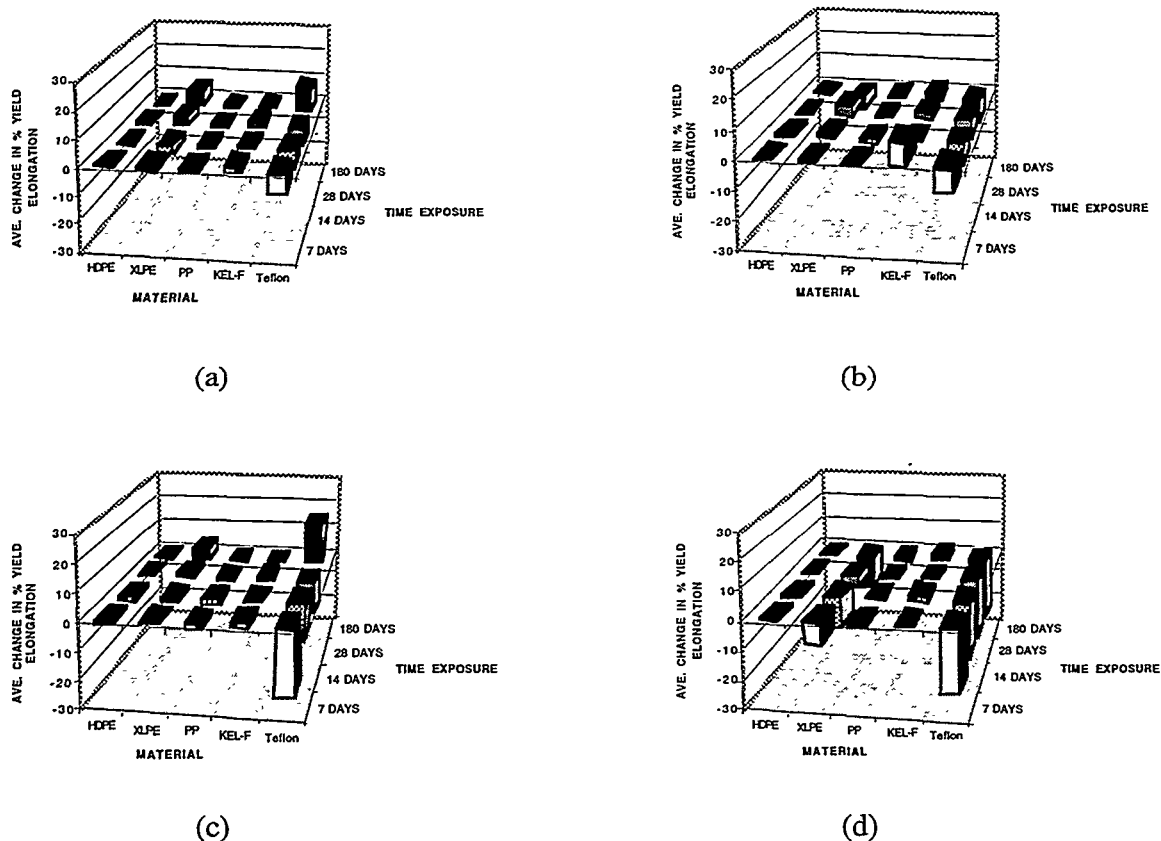 AVE. CHANGE IN % YIELD
ELONGATION
30
20
10
0
-10
-20
-30
HDPE
XLPE
PP
KEL-F
Teflon
MATERIAL
180 DAYS
28 DAYS
14 DAYS
7 DAYS
TIME EXPOSURE
(a)
AVE. CHANGE IN % YIELD
ELONGATION
30
20
10
0
-10
-20
-30
HDPE
XLPE
PP
KEL-F
Teflon
MATERIAL
180 DAYS
28 DAYS
14 DAYS
7 DAYS
TIME EXPOSURE
(b)
AVE. CHANGE IN % YIELD
ELONGATION
30
20
10
0
-10
-20
-30
HDPE
XLPE
PP
KEL-F
Teflon
MATERIAL
180 DAYS
28 DAYS
14 DAYS
7 DAYS
TIME EXPOSURE
(c)
AVE. CHANGE IN % YIELD
ELONGATION
30
20
10
0
-10
-20
-30
HDPE
XLPE
PP
KEL-F
Teflon
MATERIAL
180 DAYS
28 DAYS
14 DAYS
7 DAYS
TIME EXPOSURE
(d)